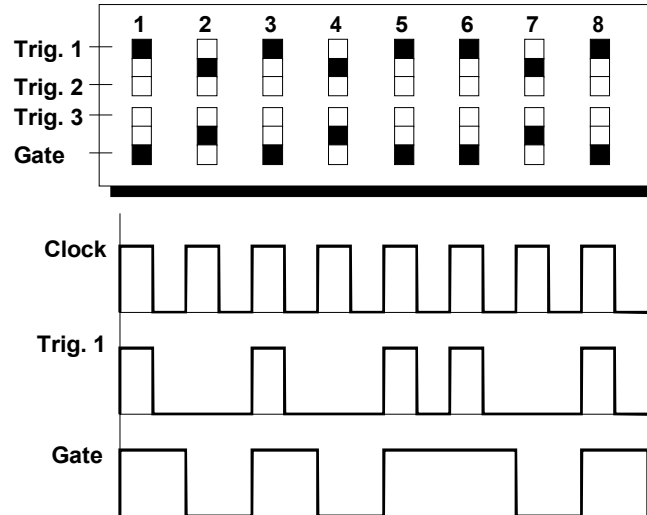 1 2 3 4 5 6 7 8
Trig. 1
Trig. 2
Trig. 3
Gate
Clock
Trig. 1
Gate